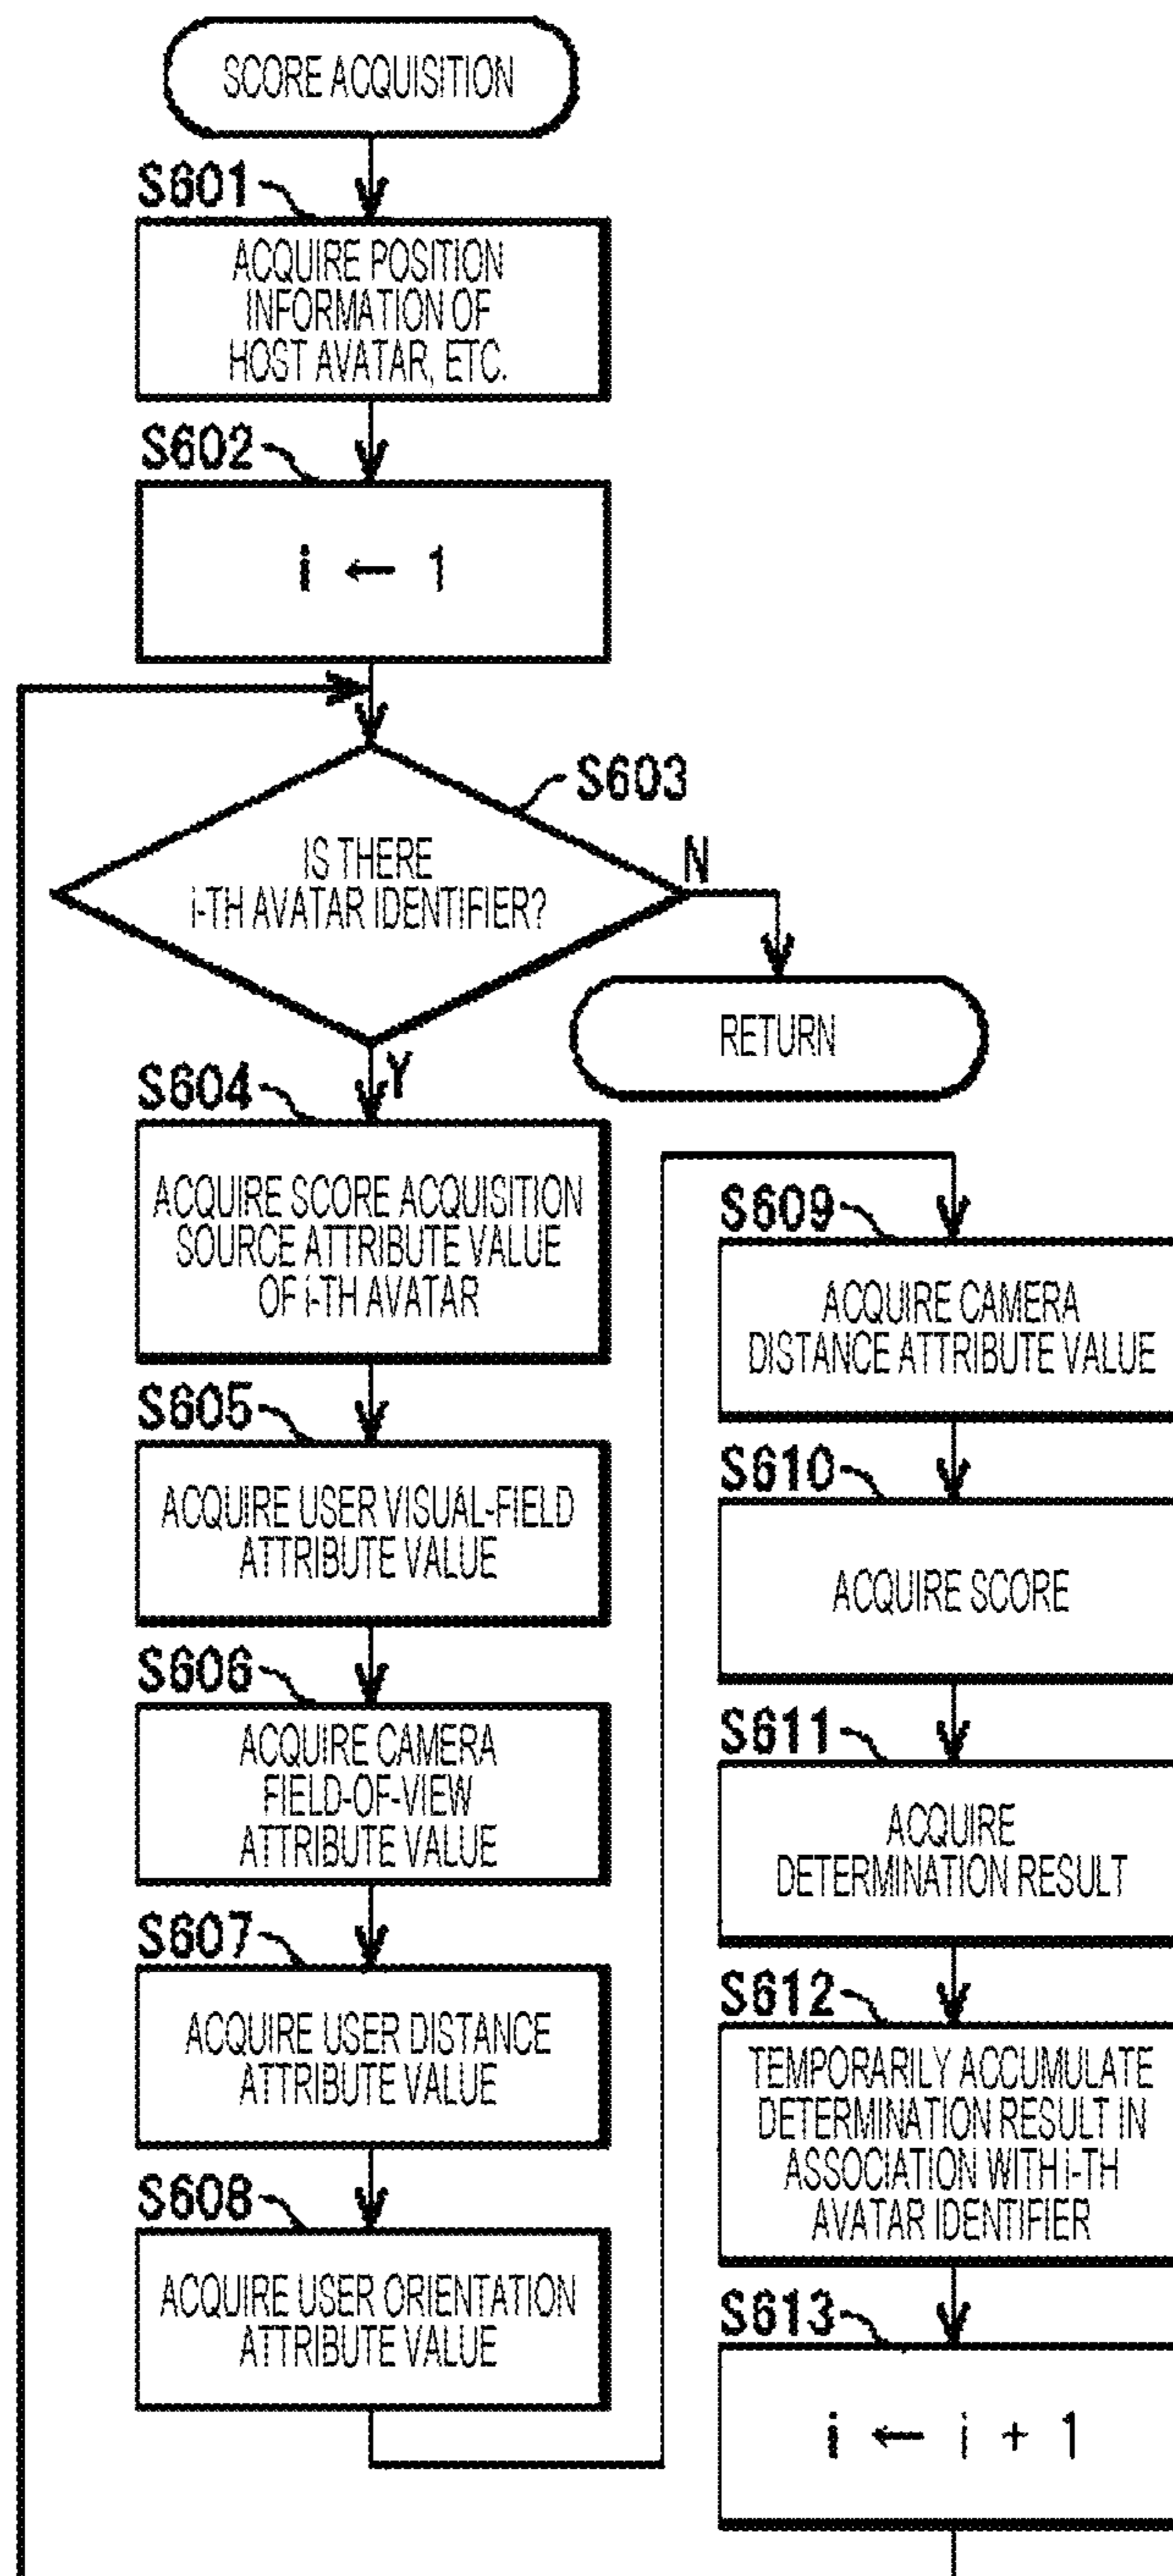 SCORE ACQUISITION
S601
ACQUIRE POSITION
INFORMATION OF
HOST AVATAR, ETC.
S602
i ← 1
S603
IS THERE
i-TH AVATAR IDENTIFIER?
N
RETURN
Y
S604
ACQUIRE SCORE ACQUISITION
SOURCE ATTRIBUTE VALUE
OF i-TH AVATAR
S605
ACQUIRE USER VISUAL-FIELD
ATTRIBUTE VALUE
S606
ACQUIRE CAMERA
FIELD-OF-VIEW
ATTRIBUTE VALUE
S607
ACQUIRE USER DISTANCE
ATTRIBUTE VALUE
S608
ACQUIRE USER ORIENTATION
ATTRIBUTE VALUE
S609
ACQUIRE CAMERA
DISTANCE ATTRIBUTE VALUE
S610
ACQUIRE SCORE
S611
ACQUIRE
DETERMINATION RESULT
S612
TEMPORARILY ACCUMULATE
DETERMINATION RESULT IN
ASSOCIATION WITH i-TH
AVATAR IDENTIFIER
S613
i ← i + 1